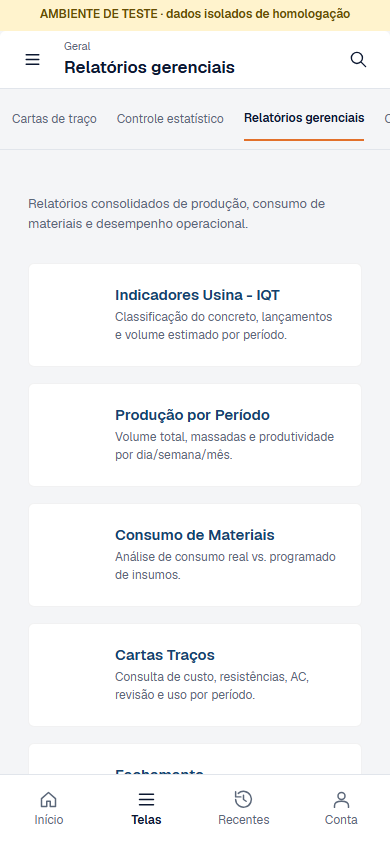 AMBIENTE DE TESTE · dados isolados de homologação
Geral
Relatórios gerenciais
Cartas de traço
Controle estatístico
Relatórios gerenciais
Relatórios consolidados de produção, consumo de
materiais e desempenho operacional.
Indicadores Usina - IQT
Classificação do concreto, lançamentos
e volume estimado por período.
Produção por Período
Volume total, massadas e produtividade
por dia/semana/mês.
Consumo de Materiais
Análise de consumo real vs. programado
de insumos.
Cartas Traços
Consulta de custo, resistências, AC,
revisão e uso por período.
Fechamento
Início
Telas
Recentes
Conta